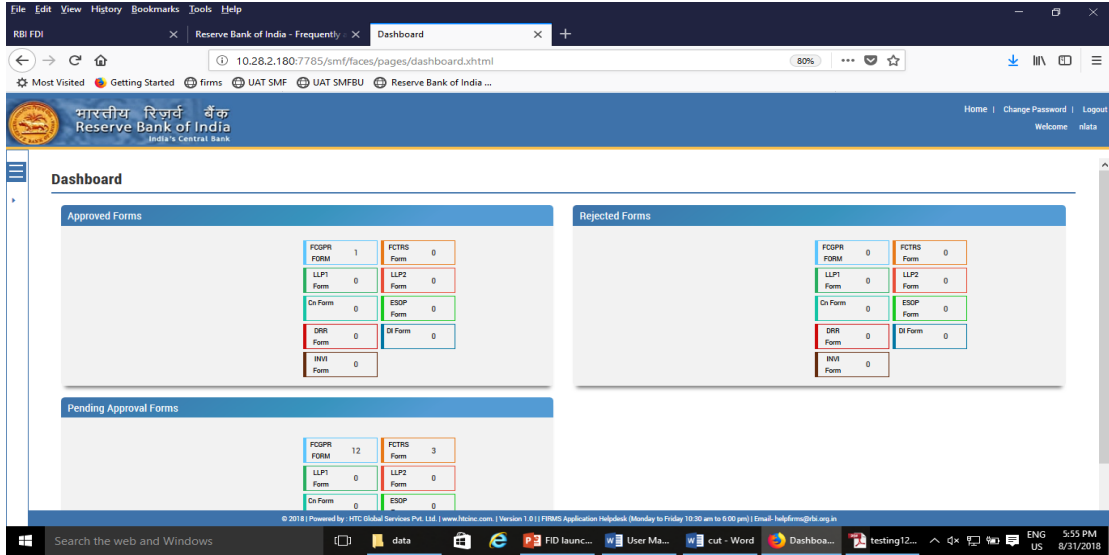 File Edit View History Bookmarks Tools Help
RBI FDI
Reserve Bank of India - Frequently
Dashboard
10.28.2.180:7785/smf/faces/pages/dashboard.xhtml
80%
Most Visited Getting Started firms UAT SMF UAT SMFBU Reserve Bank of India ...
भारतीय रिज़र्व बैंक
Reserve Bank of India
India's Central Bank
Home | Change Password | Logout
Welcome nlata
Dashboard
Approved Forms
FCGPR FORM 1
FCTRS Form 0
LLP1 Form 0
LLP2 Form 0
Cn Form 0
ESOP Form 0
DRR Form 0
DI Form 0
INVI Form 0
Rejected Forms
FCGPR FORM 0
FCTRS Form 0
LLP1 Form 0
LLP2 Form 0
Cn Form 0
ESOP Form 0
DRR Form 0
DI Form 0
INVI Form 0
Pending Approval Forms
FCGPR FORM 12
FCTRS Form 3
LLP1 Form 0
LLP2 Form 0
Cn Form 0
ESOP 0
© 2018 | Powered by : HTC Global Services Pvt. Ltd. | www.htcinc.com. | Version 1.0 | | FIRMS Application Helpdesk (Monday to Friday 10:30 am to 6:00 pm) | Email- helpfirms@rbi.org.in
Search the web and Windows
data
FID launc...
User Ma...
cut - Word
Dashboa...
testing12...
ENG
US
5:55 PM
8/31/2018